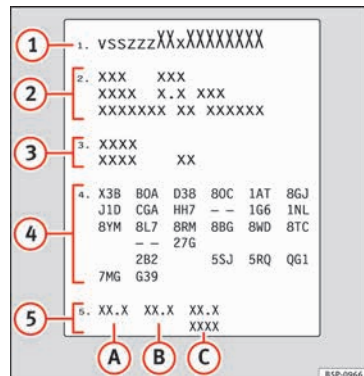 1 1. VSSZZZXXxXXXXXXXX
2 2. XXX XXX
XXXX X.X XXX
XXXXXXX XX XXXXXX
3 3. XXXX
XXXX XX
4. X3B B0A D38 8OC 1AT 8GJ
J1D CGA HH7 - - 1G6 1NL
4 8YM 8L7 8RM 8BG 8WD 8TC
- - 27G
2B2 5SJ 5RQ QG1
7MG G39
5 5. XX.X XX.X XX.X
XXXX
A B C
BSP-0966